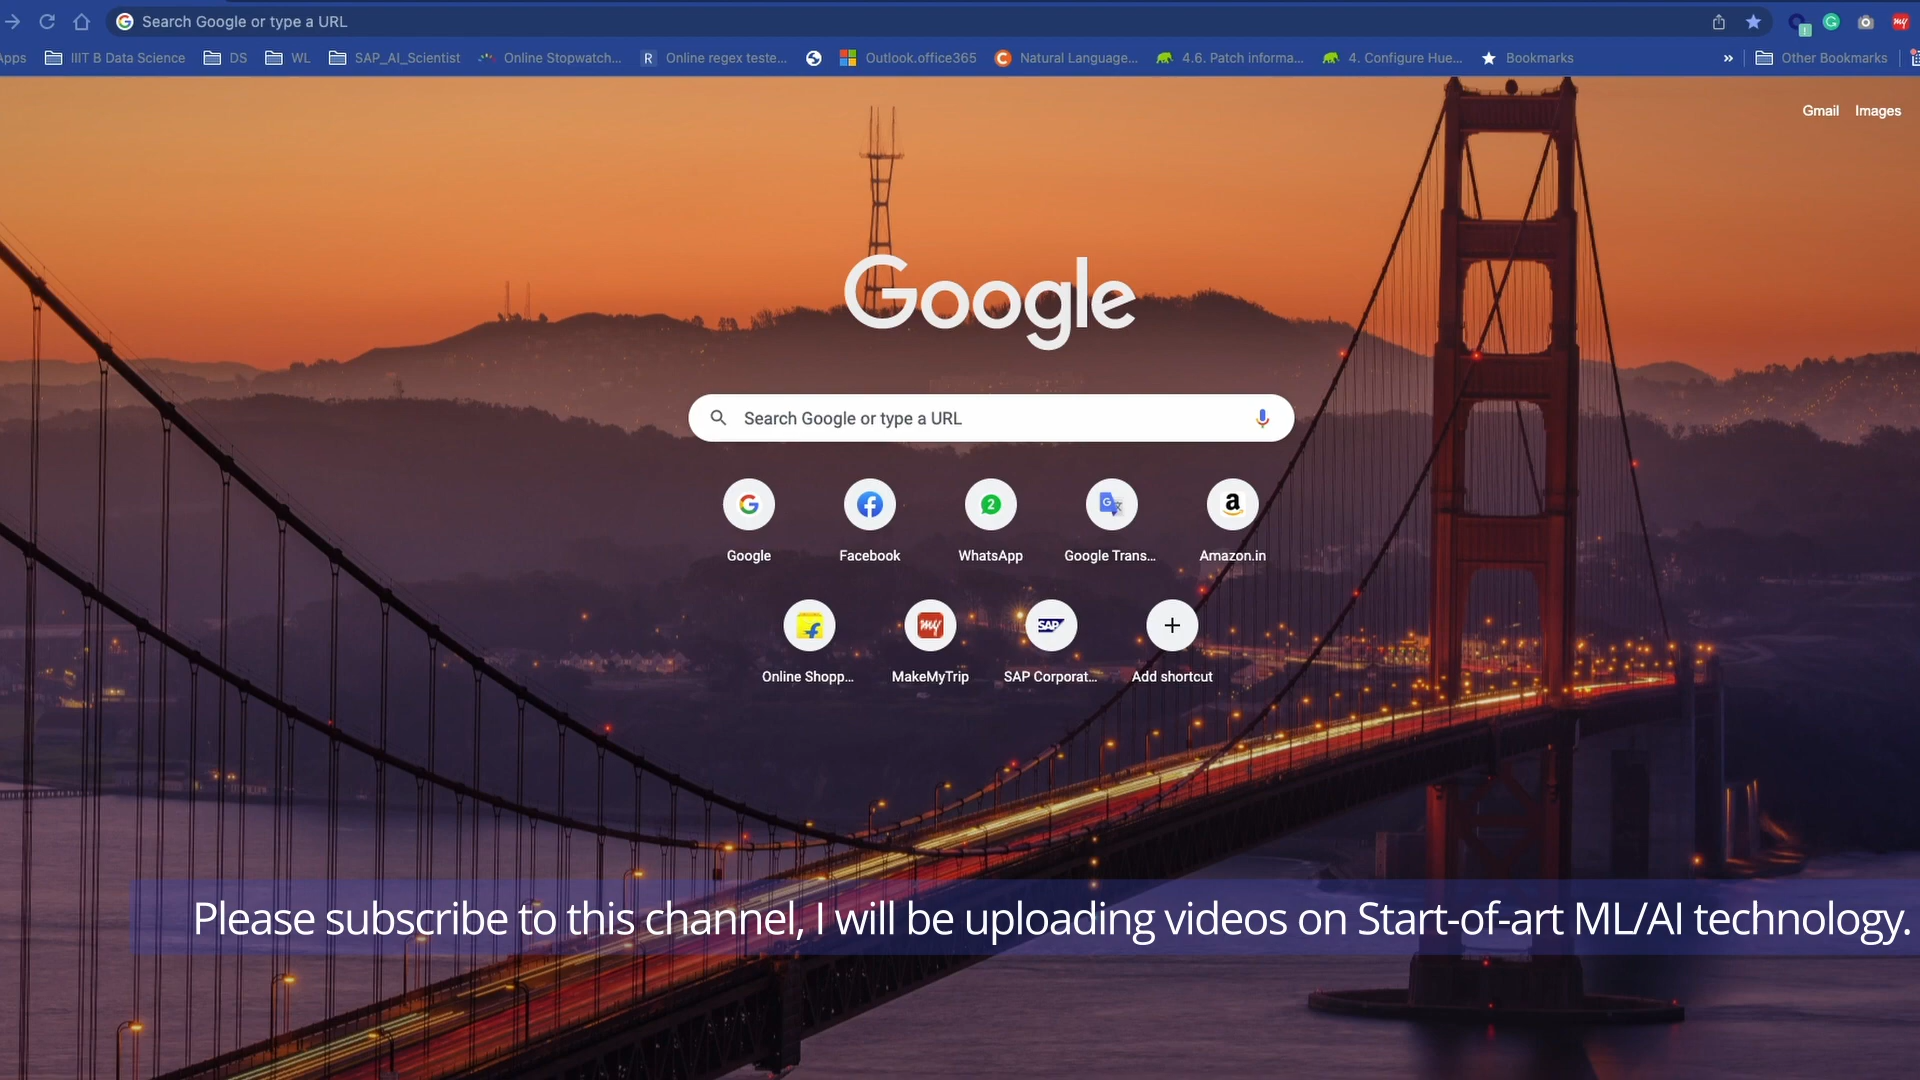 Search Google or type a URL
Apps IIIT B Data Science DS WL SAP_AI_Scientist Online Stopwatch... R Online regex teste... Outlook.office365 C Natural Language... 4.6. Patch informa... 4. Configure Hue... Bookmarks » Other Bookmarks
Gmail Images
Google
Search Google or type a URL
Google Facebook WhatsApp Google Trans... Amazon.in
Online Shopp... MakeMyTrip SAP Corporat... Add shortcut
Please subscribe to this channel, I will be uploading videos on Start-of-art ML/AI technology.